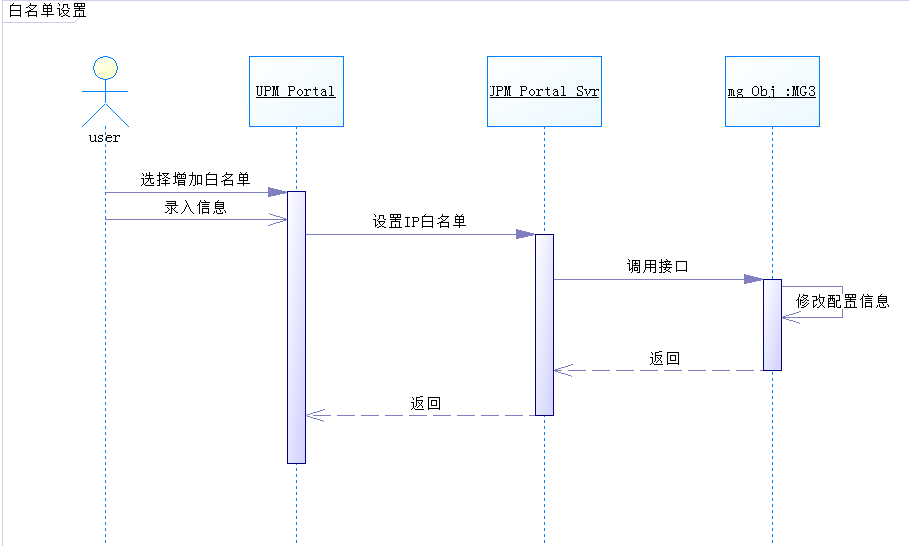 白名单设置
UPM Portal
JPM Portal Svr
mg Obj :MG3
user
选择增加白名单
录入信息
设置IP白名单
调用接口
修改配置信息
返回
返回